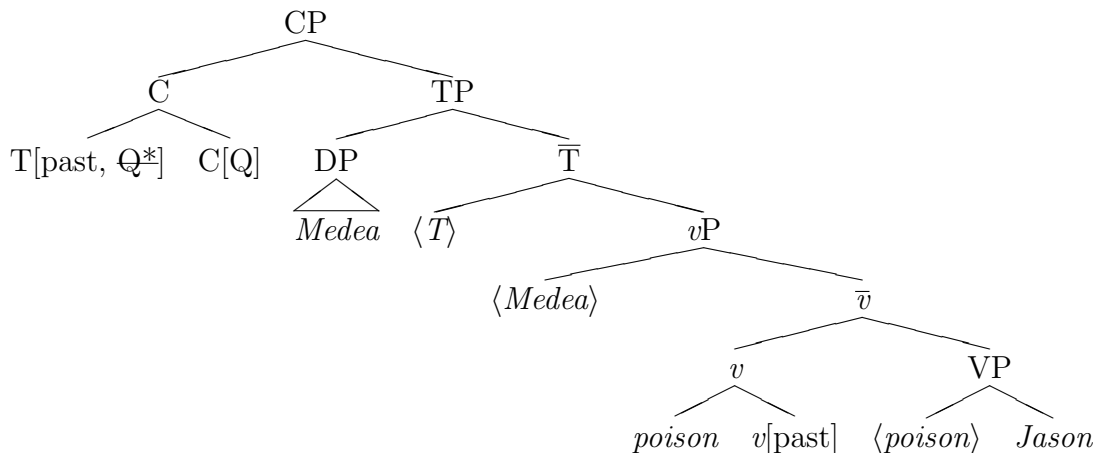 CP
C TP
T[past, Q*] C[Q] DP T̅
Medea ⟨T⟩ vP
⟨Medea⟩ v̅
v VP
poison v[past] ⟨poison⟩ Jason